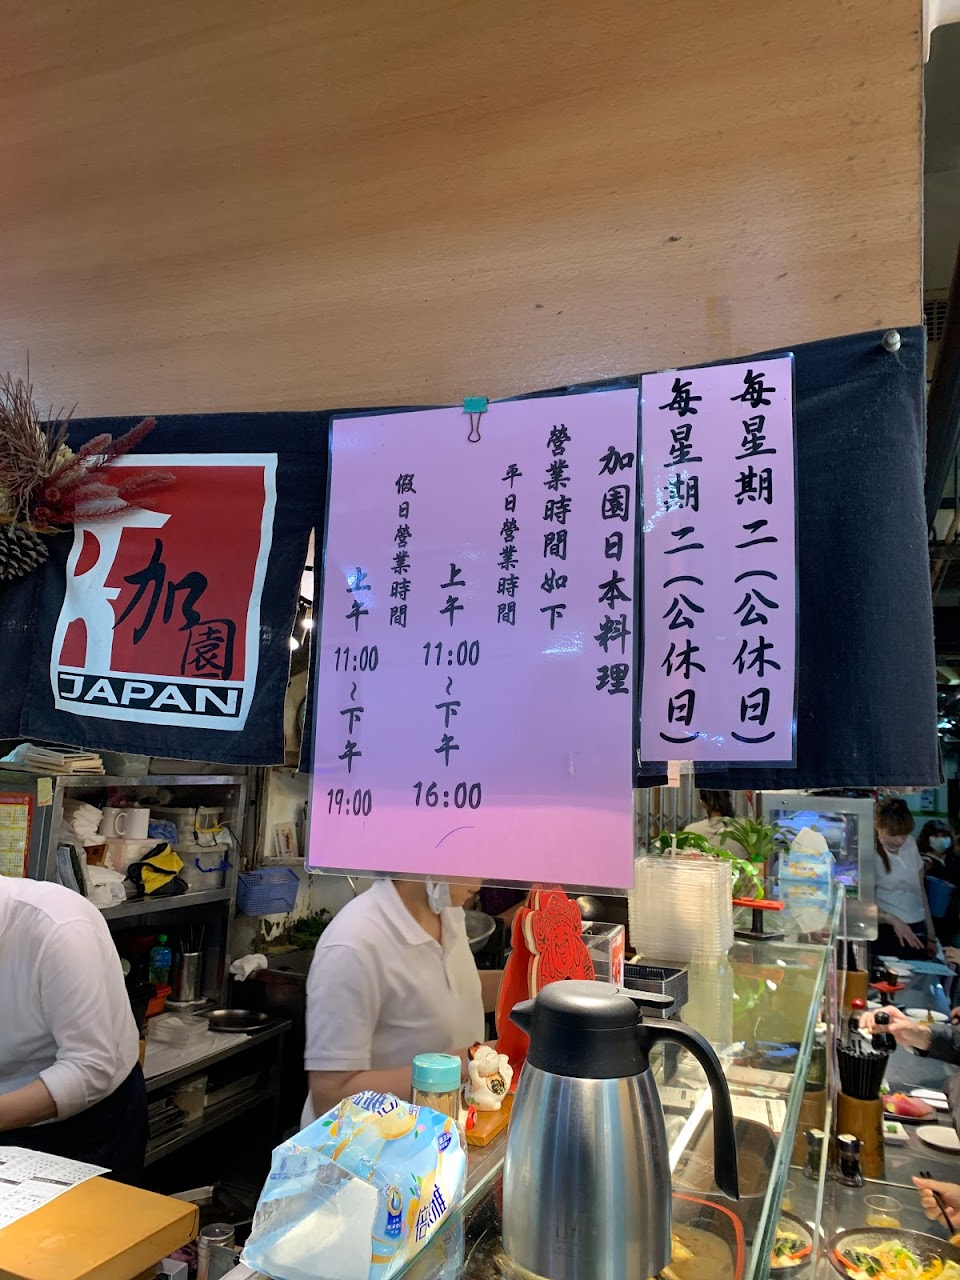 每星期二(公休日)
每星期二(公休日)
加園日本料理
營業時間如下
平日營業時間
上午 11:00~下午 16:00
假日營業時間
上午 11:00~下午 19:00
加園
JAPAN
倍潔雅